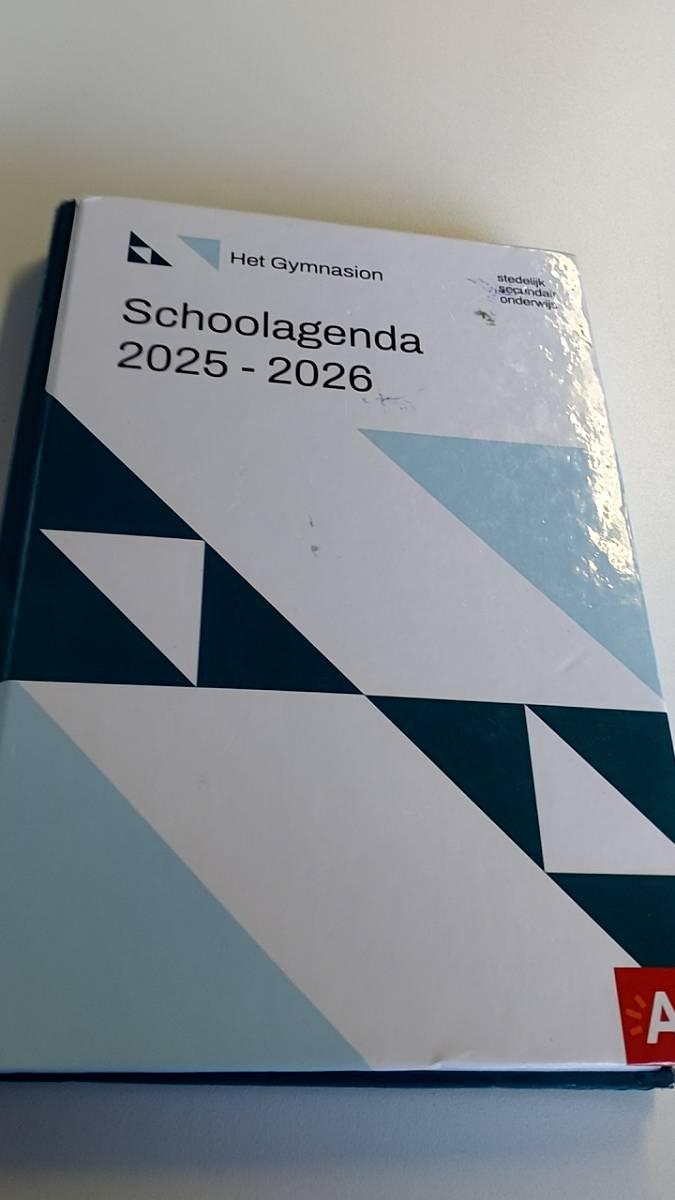 Het Gymnasion
stedelijk
secundair
onderwijs
Schoolagenda
2025 - 2026
A